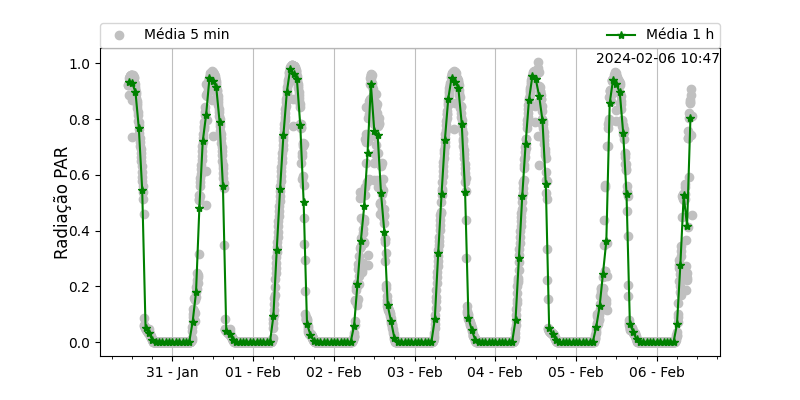 Média 5 min
Média 1 h
2024-02-06 10:47
1.0
0.8
0.6
0.4
0.2
0.0
Radiação PAR
31 - Jan
01 - Feb
02 - Feb
03 - Feb
04 - Feb
05 - Feb
06 - Feb